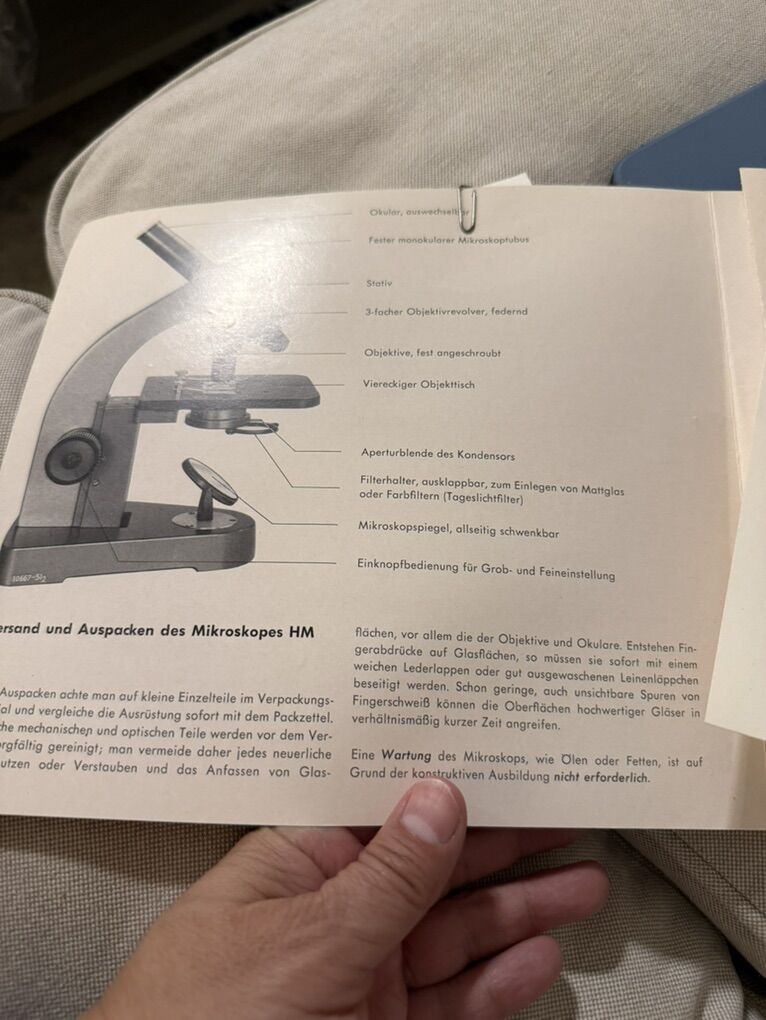 Okular, auswechselbar
Fester monokularer Mikroskoptubus
Stativ
3-facher Objektivrevolver, federnd
Objektive, fest angeschraubt
Viereckiger Objekttisch
Aperturblende des Kondensors
Filterhalter, ausklappbar, zum Einlegen von Mattglas
oder Farbfiltern (Tageslichtfilter)
Mikroskopspiegel, allseitig schwenkbar
Einknopfbedienung für Grob- und Feineinstellung
ersand und Auspacken des Mikroskopes HM
Auspacken achte man auf kleine Einzelteile im Verpackungs-
ial und vergleiche die Ausrüstung sofort mit dem Packzettel.
che mechanischen und optischen Teile werden vor dem Ver-
orgfältig gereinigt; man vermeide daher jedes neuerliche
utzen oder Verstauben und das Anfassen von Glas-
flächen, vor allem die der Objektive und Okulare. Entstehen Fin-
gerabdrücke auf Glasflächen, so müssen sie sofort mit einem
weichen Lederlappen oder gut ausgewaschenen Leinenläppchen
beseitigt werden. Schon geringe, auch unsichtbare Spuren von
Fingerschweiß können die Oberflächen hochwertiger Gläser in
verhältnismäßig kurzer Zeit angreifen.
Eine Wartung des Mikroskops, wie Ölen oder Fetten, ist auf
Grund der konstruktiven Ausbildung nicht erforderlich.